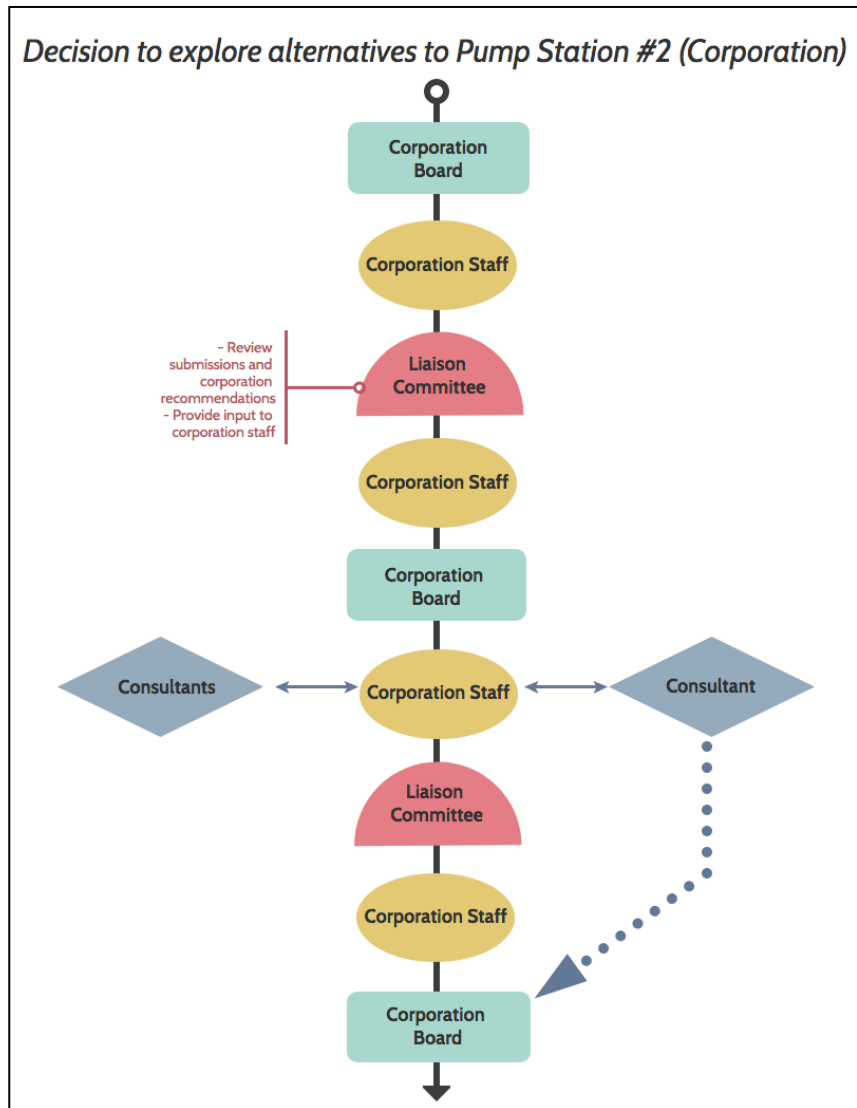 Decision to explore alternatives to Pump Station #2 (Corporation)
Corporation
Board
Corporation Staff
Liaison
Committee
– Review
submissions and
corporation
recommendations
– Provide input to
corporation staff
Corporation Staff
Corporation
Board
Consultants
Corporation Staff
Consultant
Liaison
Committee
Corporation Staff
Corporation
Board